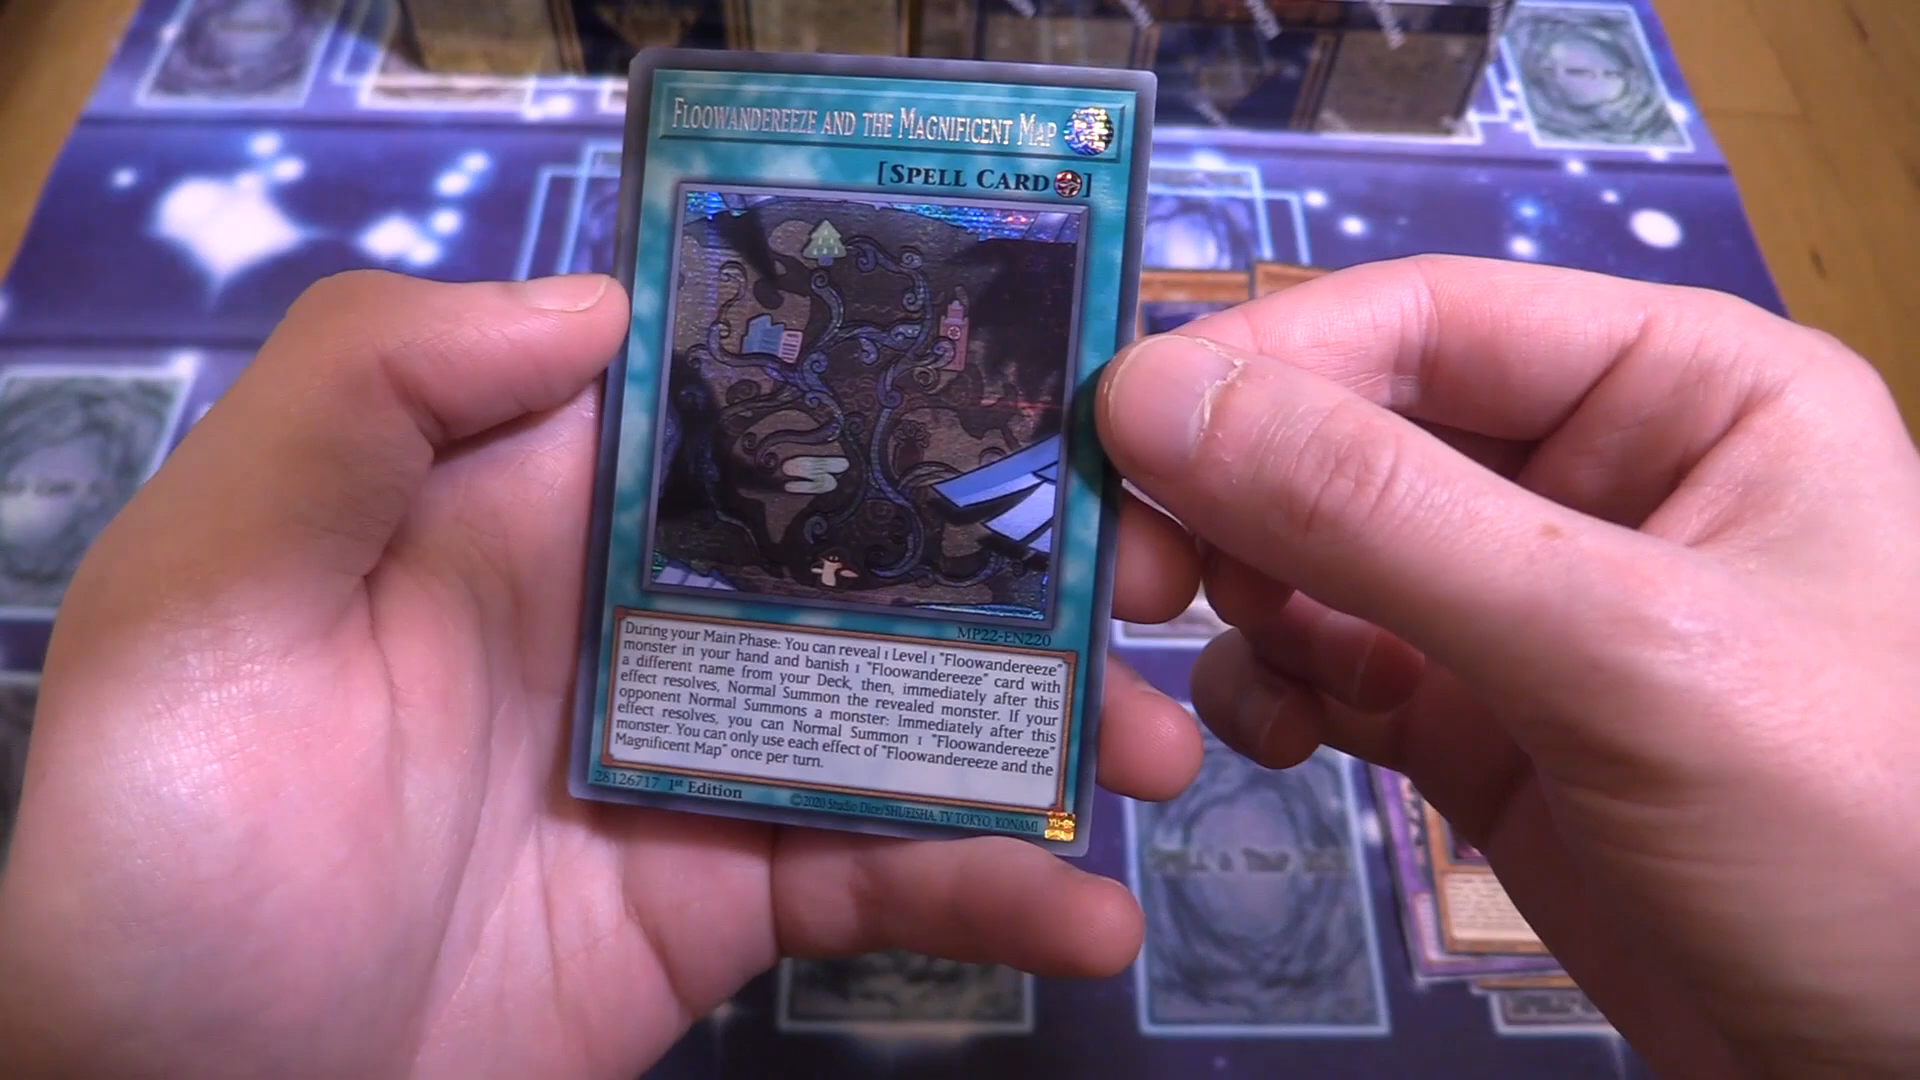 FLOOWANDEREEZE AND THE MAGNIFICENT MAP
[SPELL CARD]
MP22-EN220
During your Main Phase: You can reveal 1 Level 1 "Floowandereeze"
monster in your hand and banish 1 "Floowandereeze" card with
a different name from your Deck, then, immediately after this
effect resolves, Normal Summon the revealed monster. If your
opponent Normal Summons a monster: Immediately after this
effect resolves, you can Normal Summon 1 "Floowandereeze"
monster. You can only use each effect of "Floowandereeze and the
Magnificent Map" once per turn.
28126717 1st Edition
©2020 Studio Dice/SHUEISHA, TV TOKYO, KONAMI